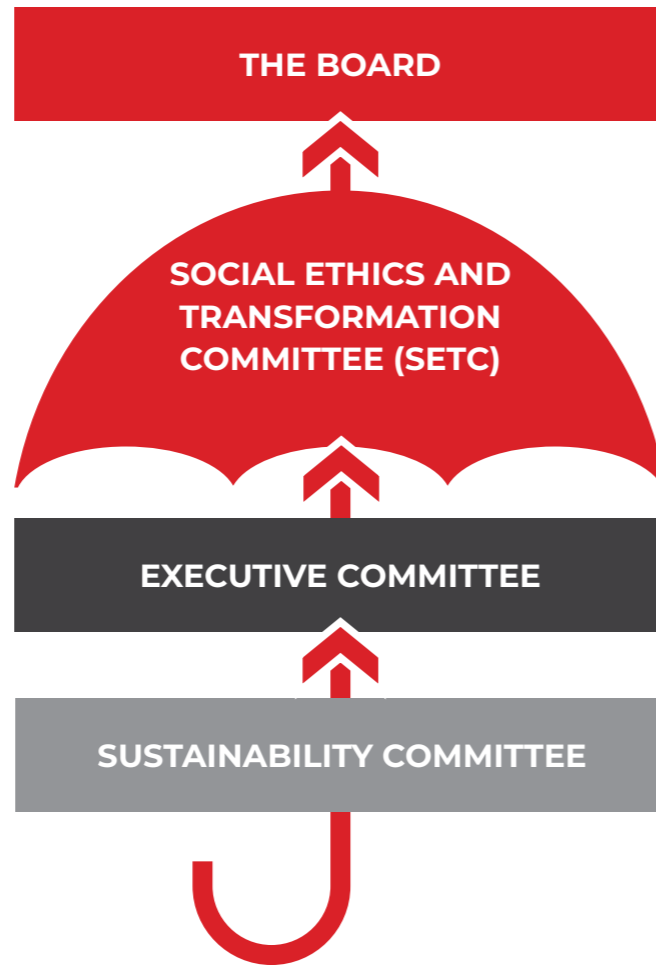 THE BOARD
SOCIAL ETHICS AND
TRANSFORMATION
COMMITTEE (SETC)
EXECUTIVE COMMITTEE
SUSTAINABILITY COMMITTEE